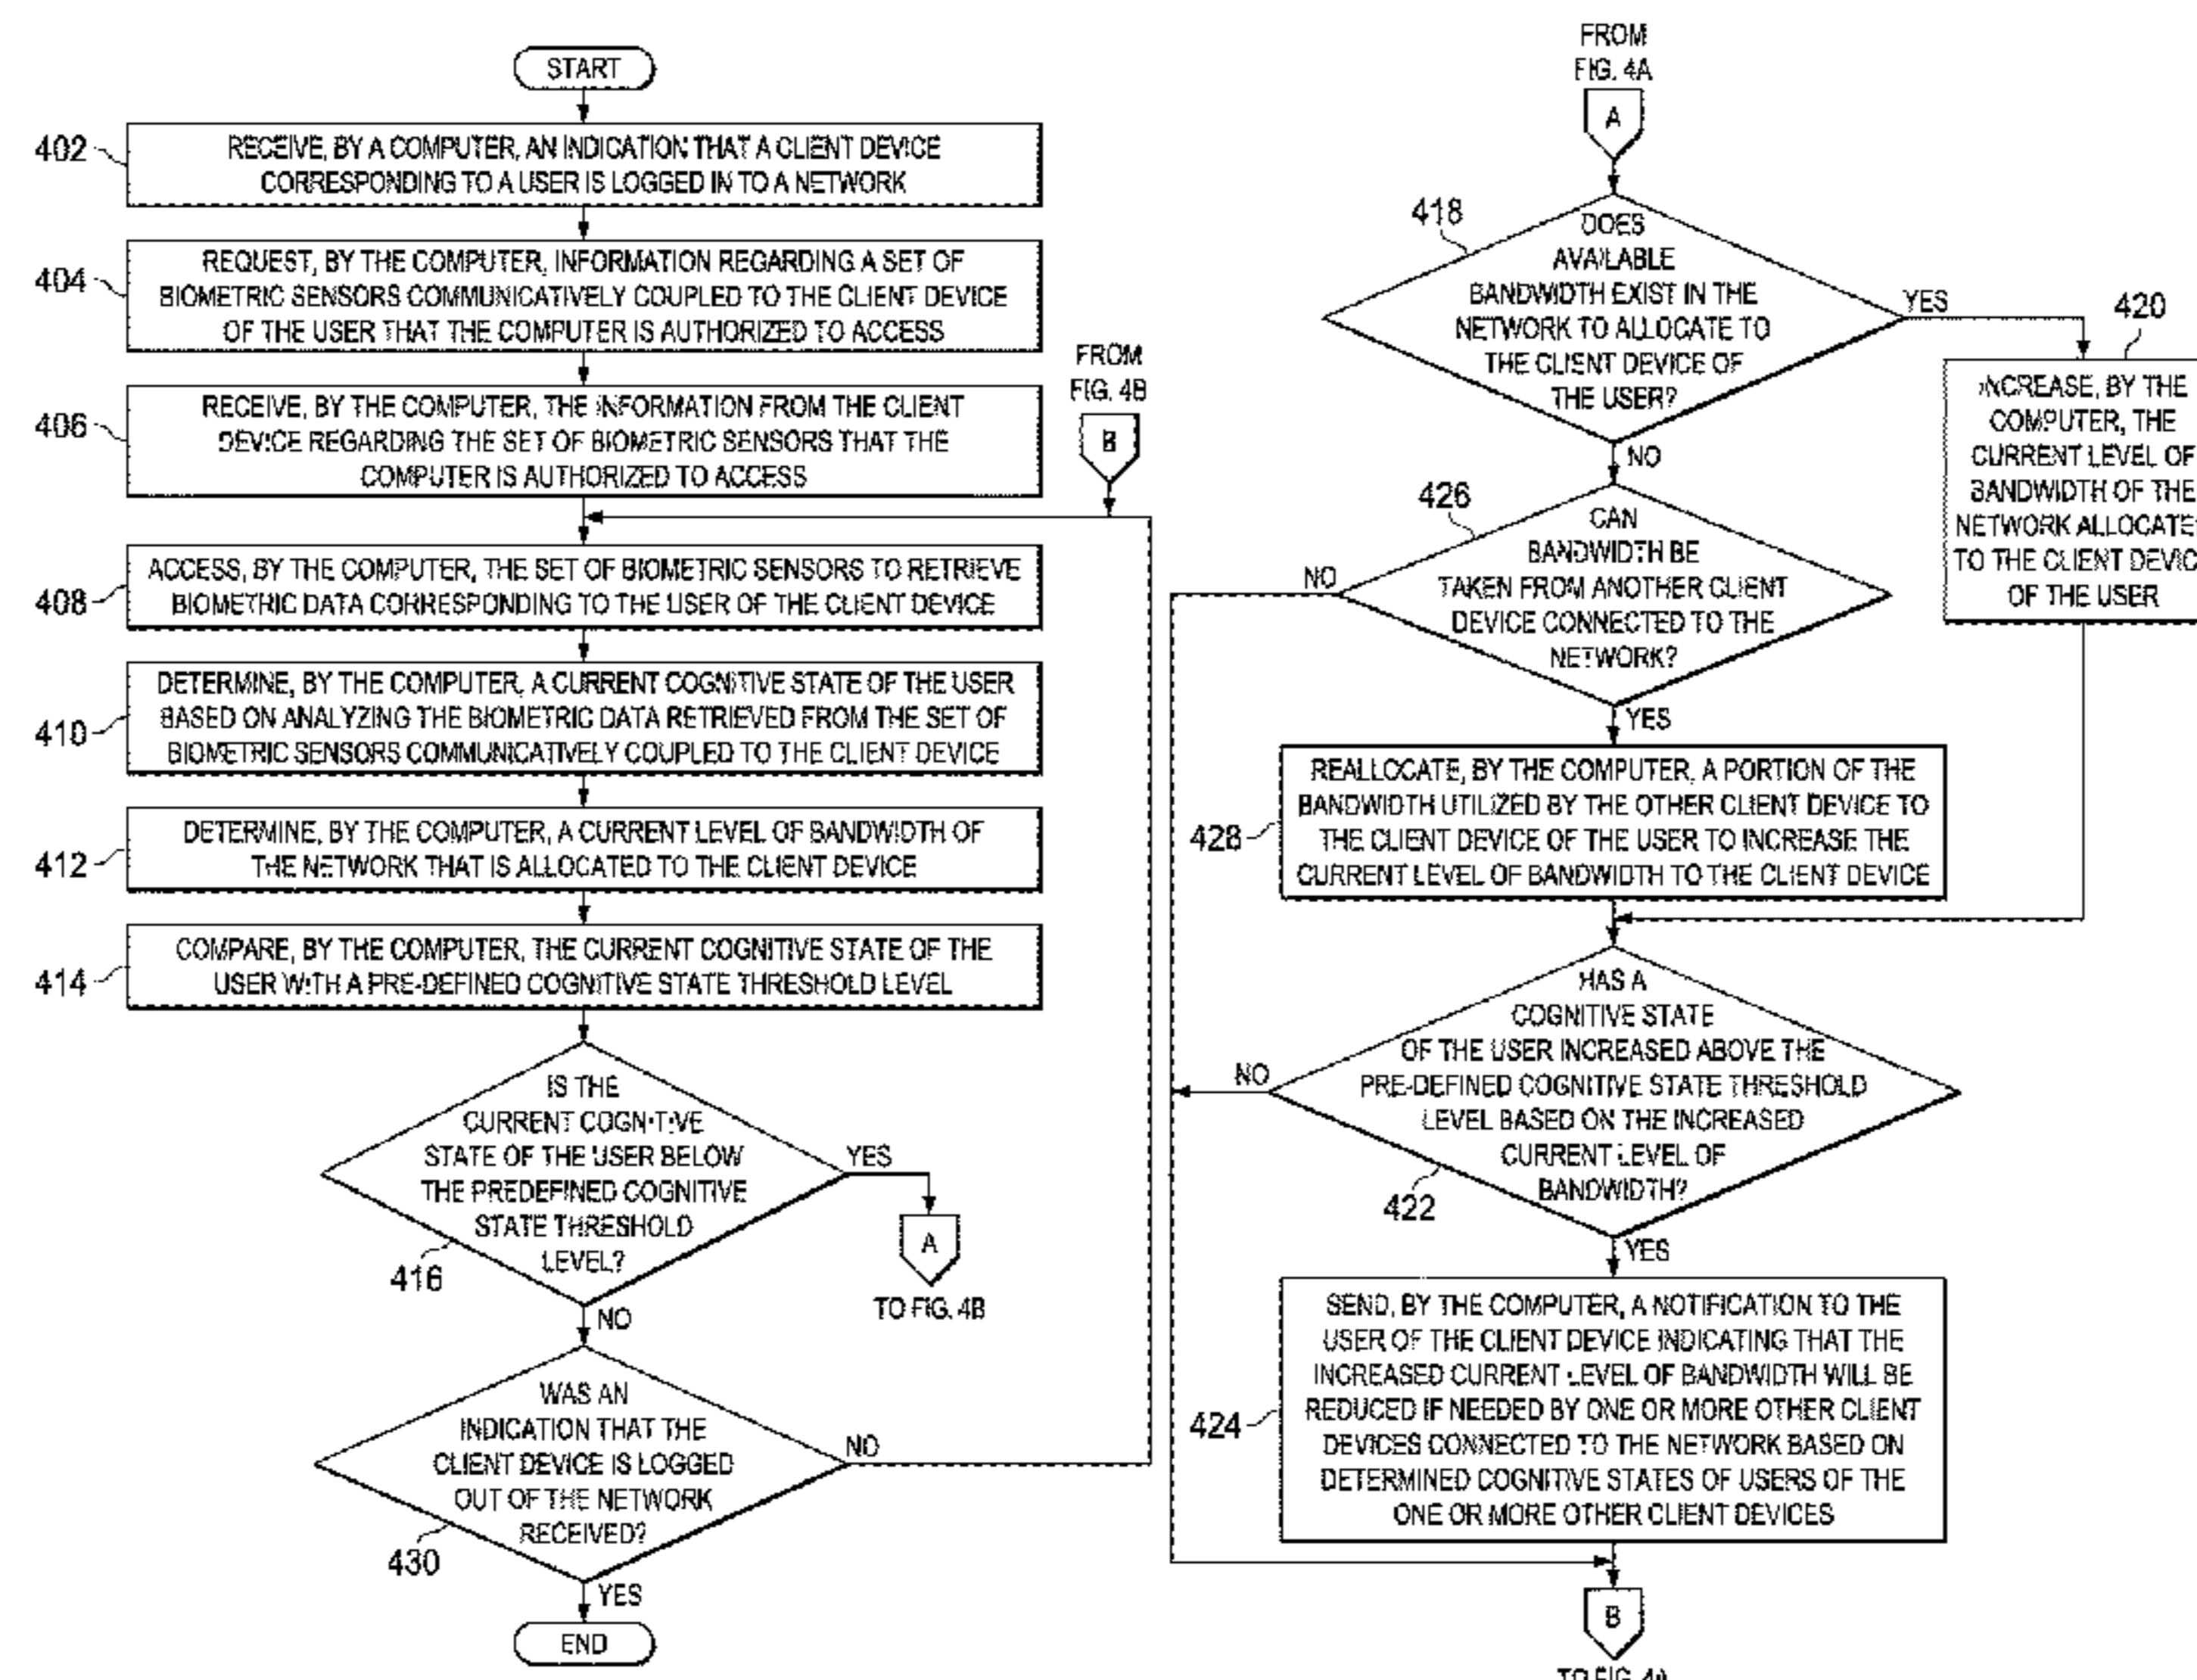 START
402
RECEIVE, BY A COMPUTER, AN INDICATION THAT A CLIENT DEVICE
CORRESPONDING TO A USER IS LOGGED IN TO A NETWORK
404
REQUEST, BY THE COMPUTER, INFORMATION REGARDING A SET OF
BIOMETRIC SENSORS COMMUNICATIVELY COUPLED TO THE CLIENT DEVICE
OF THE USER THAT THE COMPUTER IS AUTHORIZED TO ACCESS
406
RECEIVE, BY THE COMPUTER, THE INFORMATION FROM THE CLIENT
DEVICE REGARDING THE SET OF BIOMETRIC SENSORS THAT THE
COMPUTER IS AUTHORIZED TO ACCESS
FROM
FIG. 4B
B
408
ACCESS, BY THE COMPUTER, THE SET OF BIOMETRIC SENSORS TO RETRIEVE
BIOMETRIC DATA CORRESPONDING TO THE USER OF THE CLIENT DEVICE
410
DETERMINE, BY THE COMPUTER, A CURRENT COGNITIVE STATE OF THE USER
BASED ON ANALYZING THE BIOMETRIC DATA RETRIEVED FROM THE SET OF
BIOMETRIC SENSORS COMMUNICATIVELY COUPLED TO THE CLIENT DEVICE
412
DETERMINE, BY THE COMPUTER, A CURRENT LEVEL OF BANDWIDTH OF
THE NETWORK THAT IS ALLOCATED TO THE CLIENT DEVICE
414
COMPARE, BY THE COMPUTER, THE CURRENT COGNITIVE STATE OF THE
USER WITH A PRE-DEFINED COGNITIVE STATE THRESHOLD LEVEL
IS THE
CURRENT COGNITIVE
STATE OF THE USER BELOW
THE PREDEFINED COGNITIVE
STATE THRESHOLD
LEVEL?
416
YES
A
TO FIG. 4B
NO
WAS AN
INDICATION THAT THE
CLIENT DEVICE IS LOGGED
OUT OF THE NETWORK
RECEIVED?
430
NO
YES
END
FROM
FIG. 4A
A
418
DOES
AVAILABLE
BANDWIDTH EXIST IN THE
NETWORK TO ALLOCATE TO
THE CLIENT DEVICE OF
THE USER?
YES
420
INCREASE, BY THE
COMPUTER, THE
CURRENT LEVEL OF
BANDWIDTH OF THE
NETWORK ALLOCATE
TO THE CLIENT DEVIC
OF THE USER
NO
426
CAN
BANDWIDTH BE
TAKEN FROM ANOTHER CLIENT
DEVICE CONNECTED TO THE
NETWORK?
NO
YES
428
REALLOCATE, BY THE COMPUTER, A PORTION OF THE
BANDWIDTH UTILIZED BY THE OTHER CLIENT DEVICE TO
THE CLIENT DEVICE OF THE USER TO INCREASE THE
CURRENT LEVEL OF BANDWIDTH TO THE CLIENT DEVICE
HAS A
COGNITIVE STATE
OF THE USER INCREASED ABOVE THE
PRE-DEFINED COGNITIVE STATE THRESHOLD
LEVEL BASED ON THE INCREASED
CURRENT LEVEL OF
BANDWIDTH?
422
NO
YES
424
SEND, BY THE COMPUTER, A NOTIFICATION TO THE
USER OF THE CLIENT DEVICE INDICATING THAT THE
INCREASED CURRENT LEVEL OF BANDWIDTH WILL BE
REDUCED IF NEEDED BY ONE OR MORE OTHER CLIENT
DEVICES CONNECTED TO THE NETWORK BASED ON
DETERMINED COGNITIVE STATES OF USERS OF THE
ONE OR MORE OTHER CLIENT DEVICES
B
TO FIG. 4A